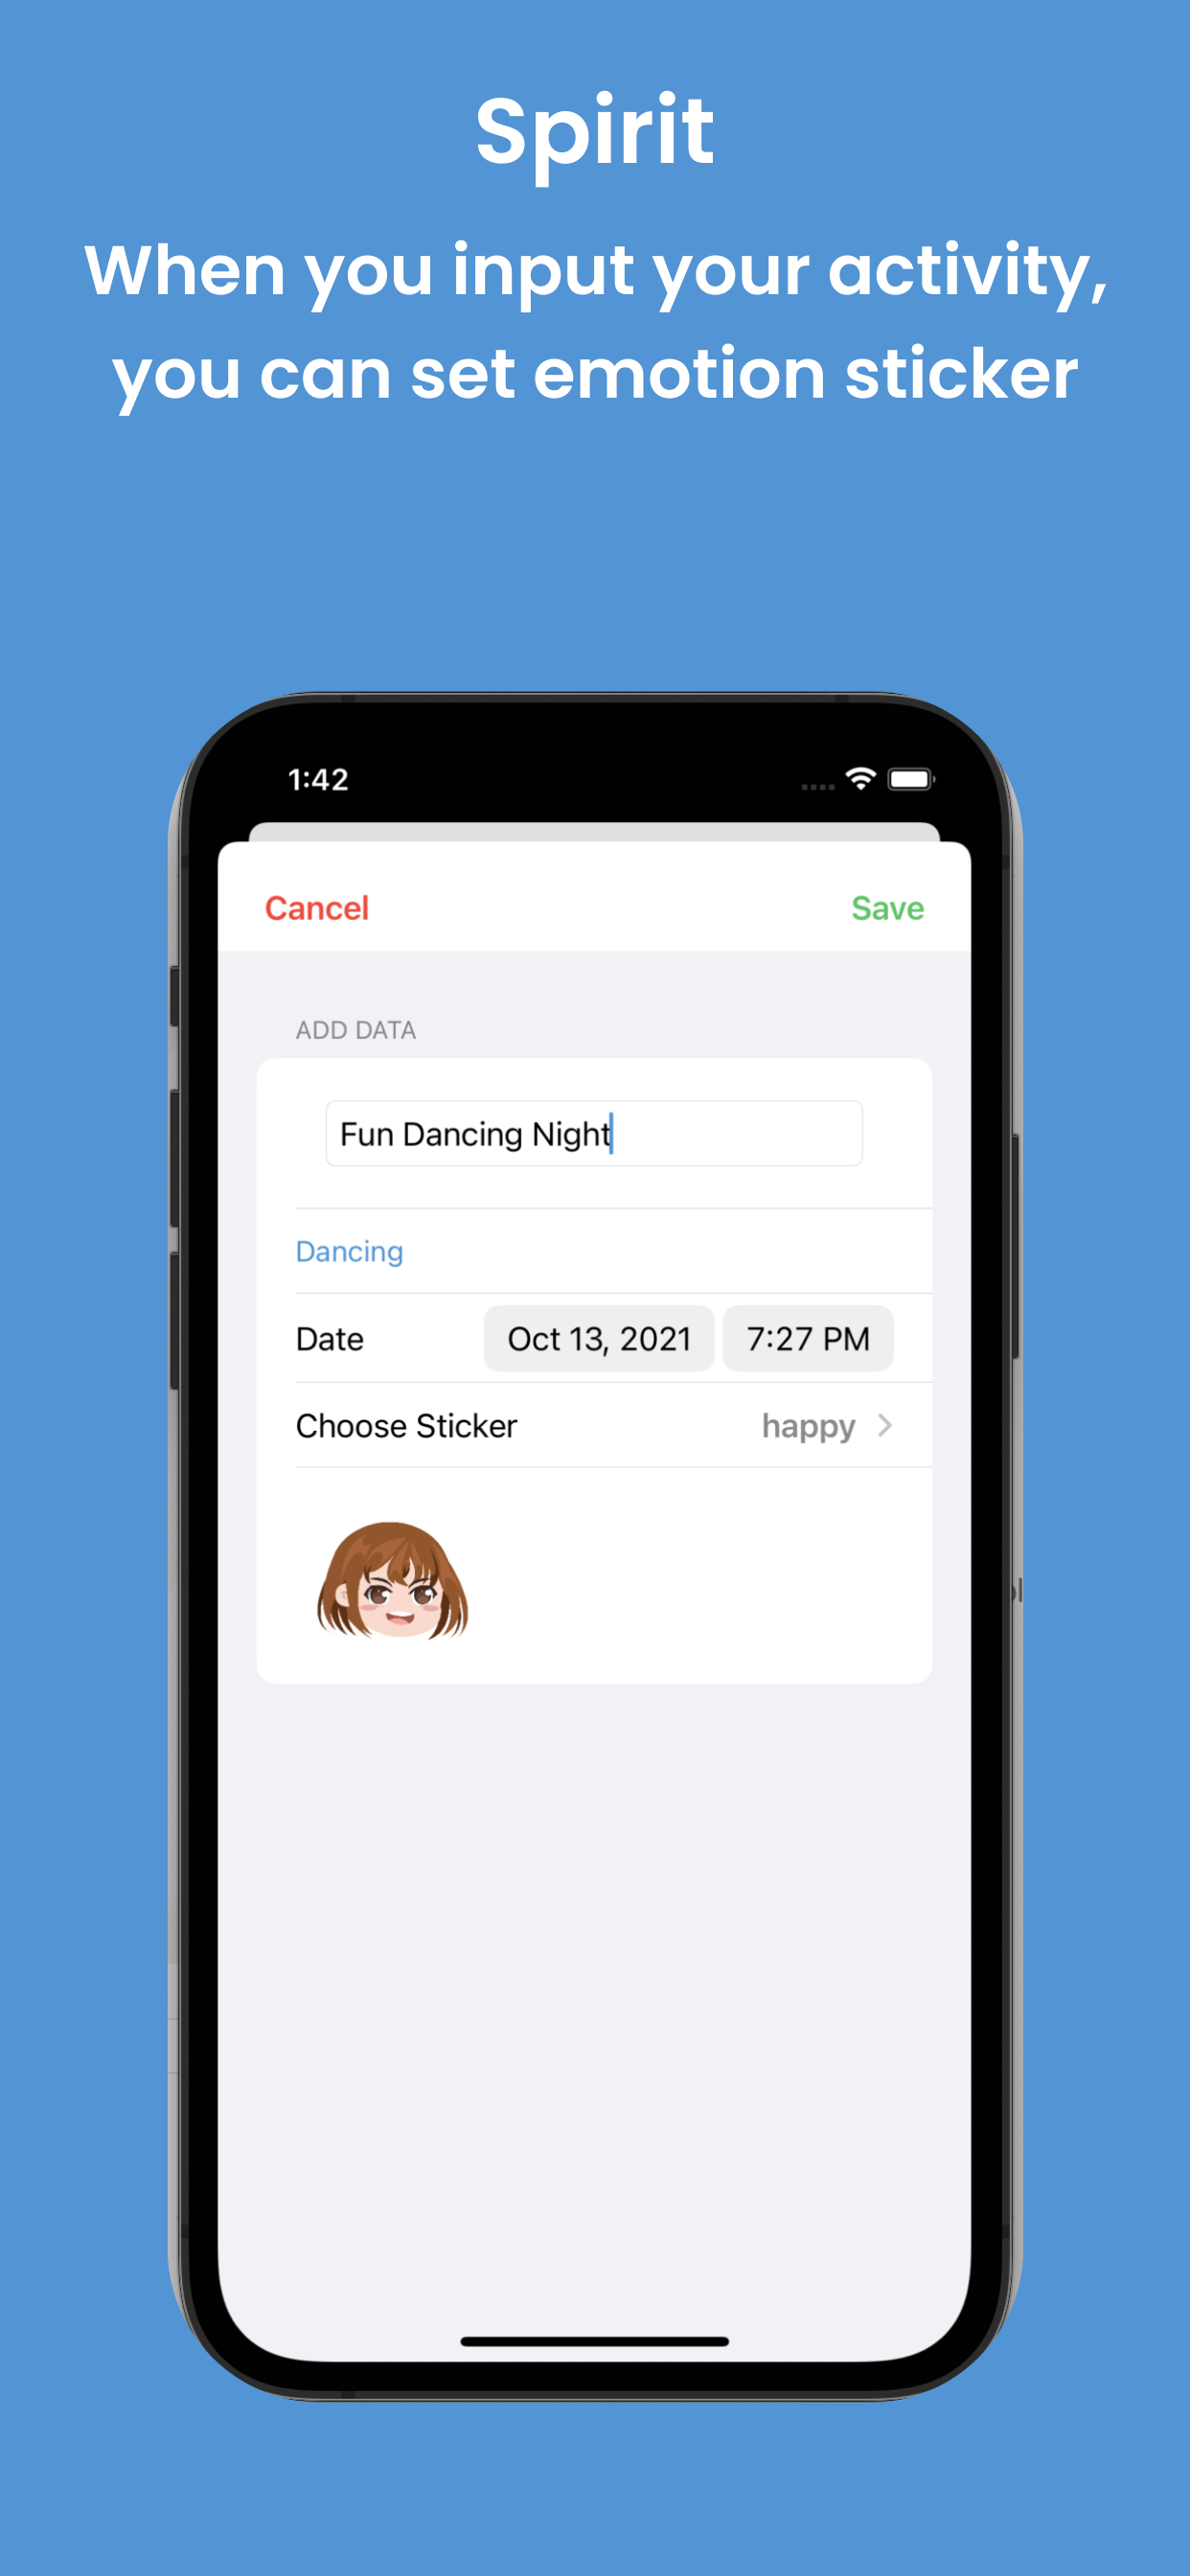 Spirit
When you input your activity,
you can set emotion sticker
1:42
Cancel
Save
ADD DATA
Fun Dancing Night
Dancing
Date
Oct 13, 2021
7:27 PM
Choose Sticker
happy